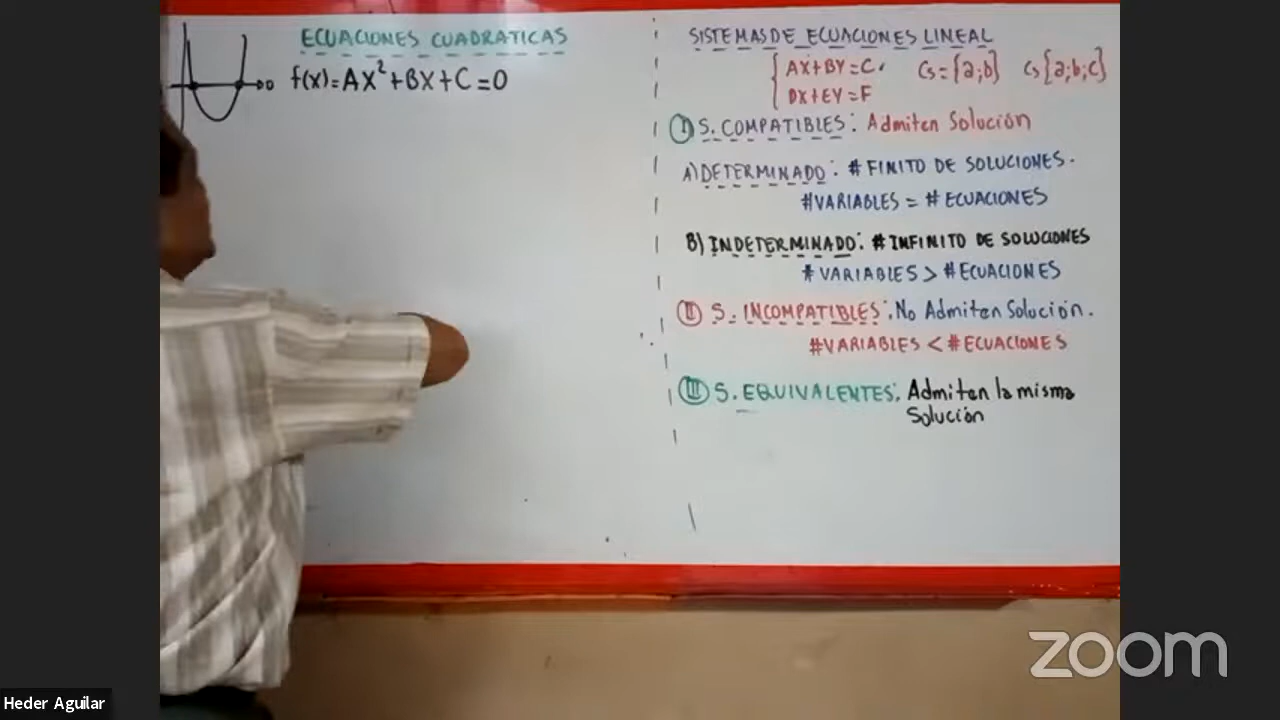 ECUACIONES CUADRATICAS
f(x)=AX²+BX+C=0
SISTEMAS DE ECUACIONES LINEAL
AX+BY=C
DX+EY=F
CS={a;b} CS{a;b;c}
I S. COMPATIBLES: Admiten Solución
A) DETERMINADO: # FINITO DE SOLUCIONES.
#VARIABLES = # ECUACIONES
B) INDETERMINADO: # INFINITO DE SOLUCIONES
# VARIABLES > #ECUACIONES
II S. INCOMPATIBLES: No Admiten Solución.
#VARIABLES < #ECUACIONES
III S. EQUIVALENTES: Admiten la misma
Solución
zoom
Heder Aguilar